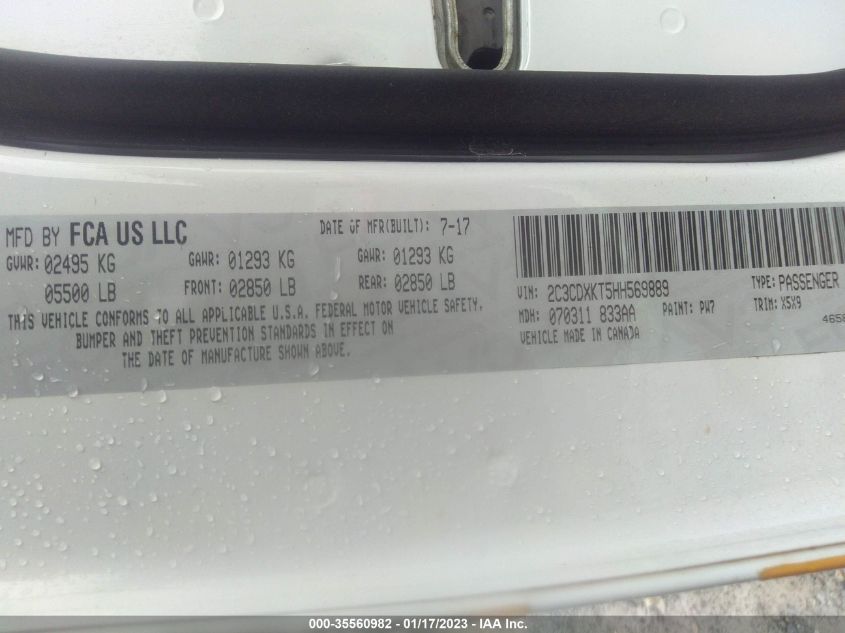 MFD BY FCA US LLC DATE OF MFR(BUILT): 7-17
GVWR: 02495 KG GAWR: 01293 KG GAWR: 01293 KG
05500 LB FRONT: 02850 LB REAR: 02850 LB
THIS VEHICLE CONFORMS TO ALL APPLICABLE U.S.A. FEDERAL MOTOR VEHICLE SAFETY,
BUMPER AND THEFT PREVENTION STANDARDS IN EFFECT ON
THE DATE OF MANUFACTURE SHOWN ABOVE.
VIN: 2C3CDXKT5HH569889 TYPE: PASSENGER
MDH: 070311 833AA PAINT: PW7 TRIM: X5X9
VEHICLE MADE IN CANADA
000-35560982 - 01/17/2023 - IAA Inc.